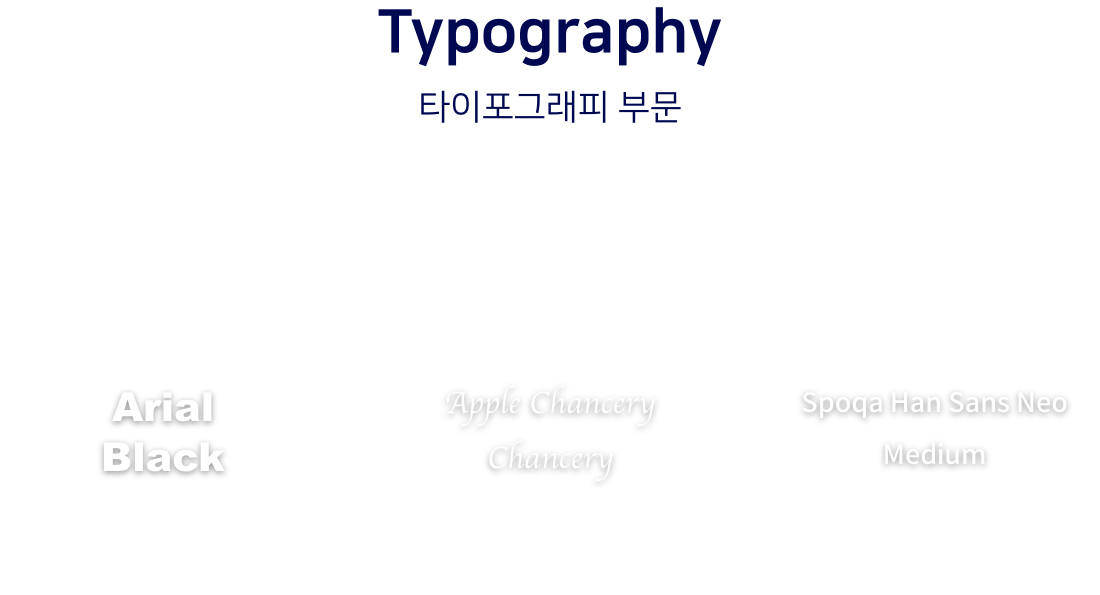 Typography
타이포그래피 부문
Arial
Black
Apple Chancery
Chancery
Spoqa Han Sans Neo
Medium